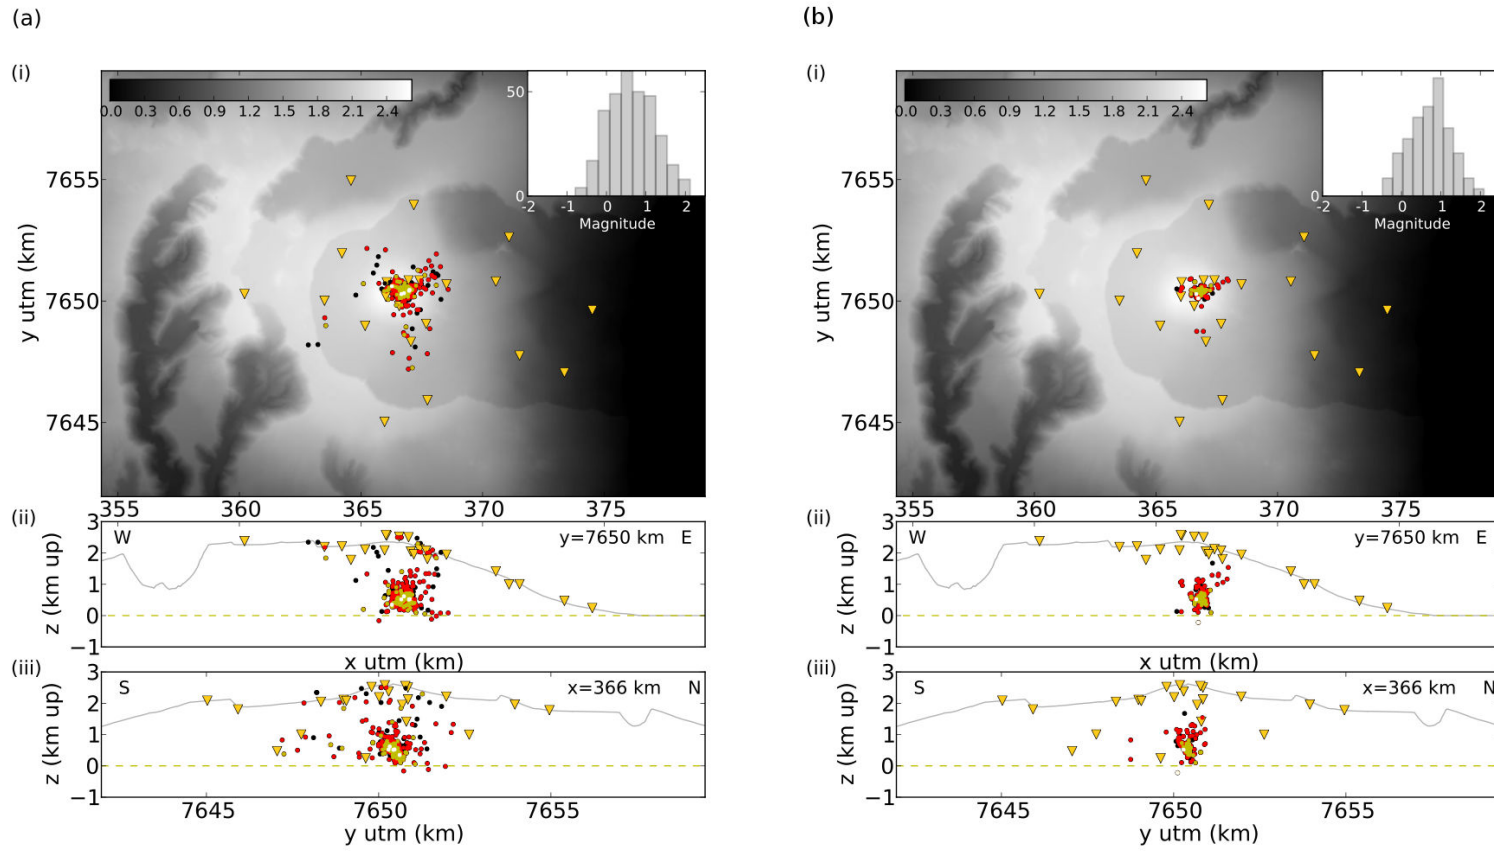 (a)
(i)
0.0 0.3 0.6 0.9 1.2 1.5 1.8 2.1 2.4
50
0
-2 -1 0 1 2
Magnitude
7655
7650
7645
y utm (km)
355 360 365 370 375
(ii)
W
y=7650 km E
3
2
1
0
−1
z (km up)
x utm (km)
(iii)
S
x=366 km N
3
2
1
0
−1
z (km up)
7645 7650 7655
y utm (km)
(b)
(i)
0.0 0.3 0.6 0.9 1.2 1.5 1.8 2.1 2.4
0
-2 -1 0 1 2
Magnitude
7655
7650
7645
y utm (km)
355 360 365 370 375
(ii)
W
y=7650 km E
3
2
1
0
−1
z (km up)
x utm (km)
(iii)
S
x=366 km N
3
2
1
0
−1
z (km up)
7645 7650 7655
y utm (km)